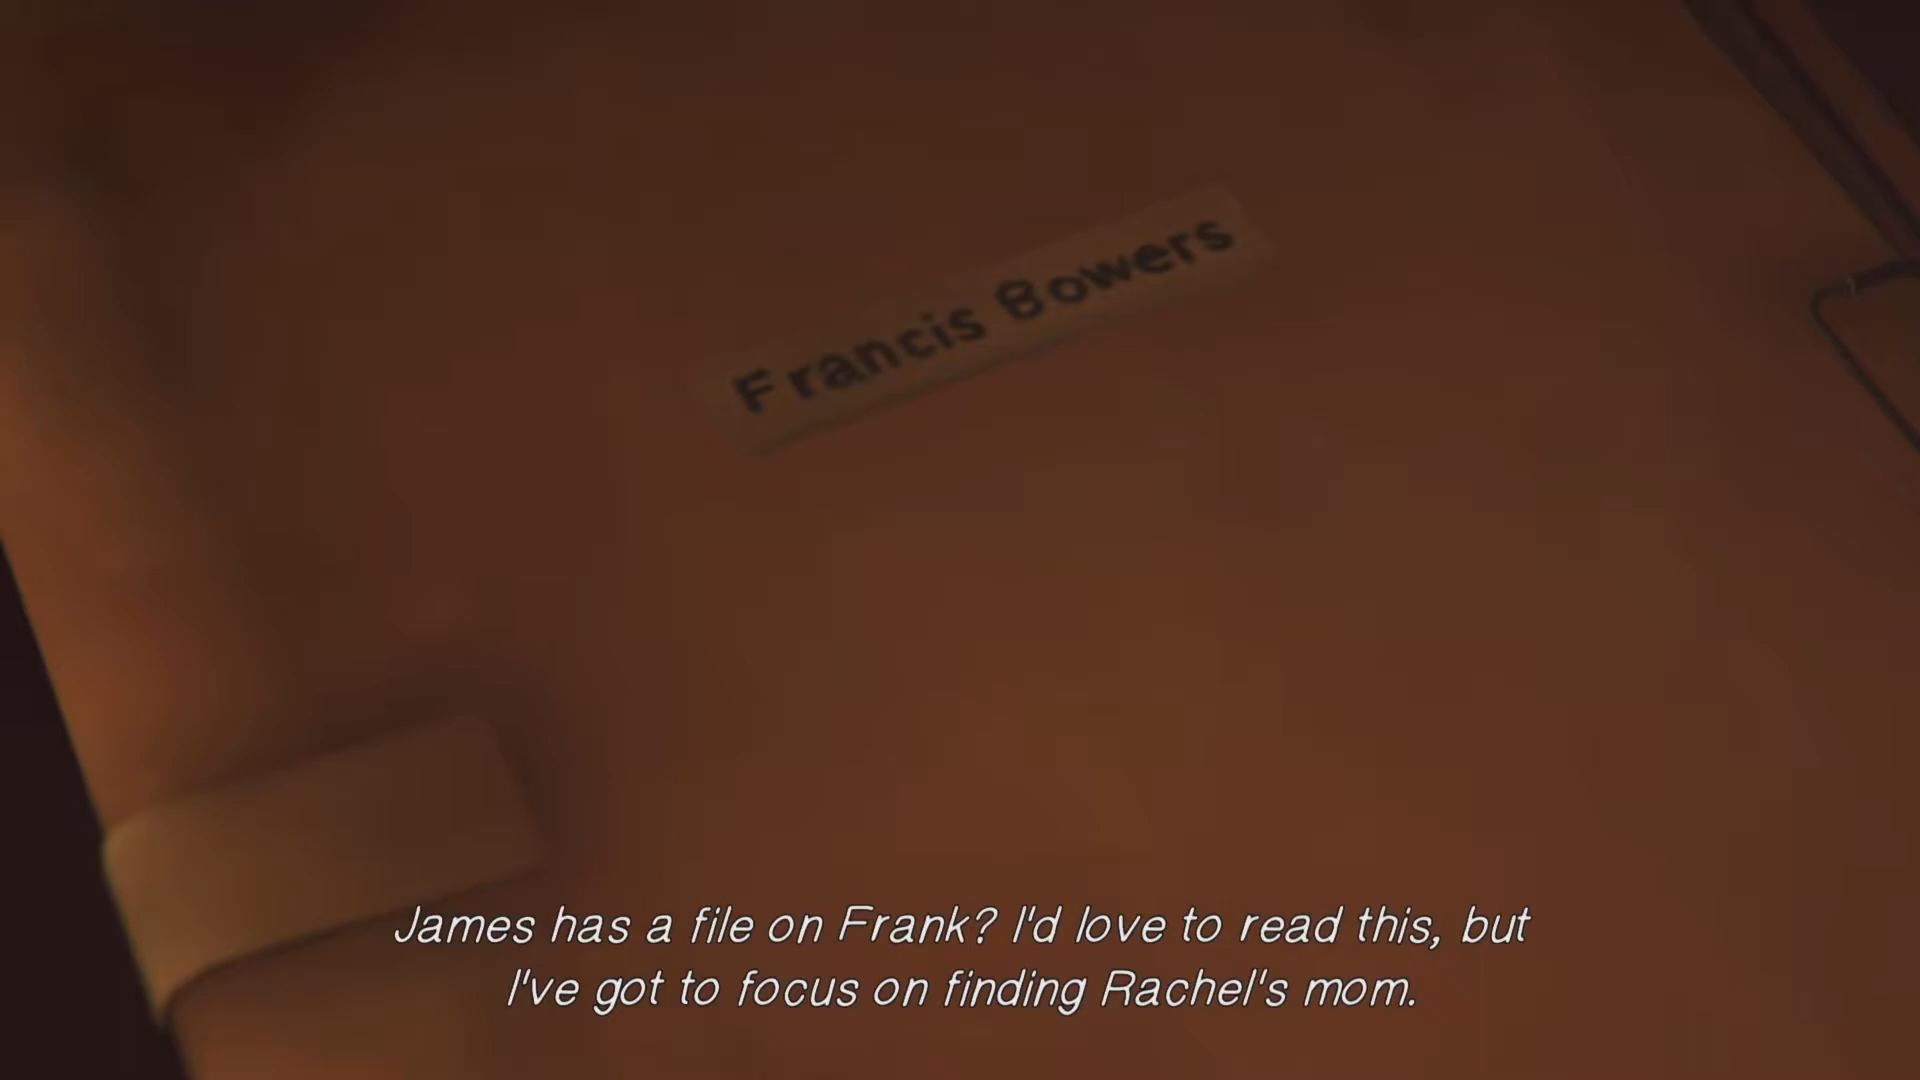 Francis Bowers
James has a file on Frank? I'd love to read this, but
I've got to focus on finding Rachel's mom.